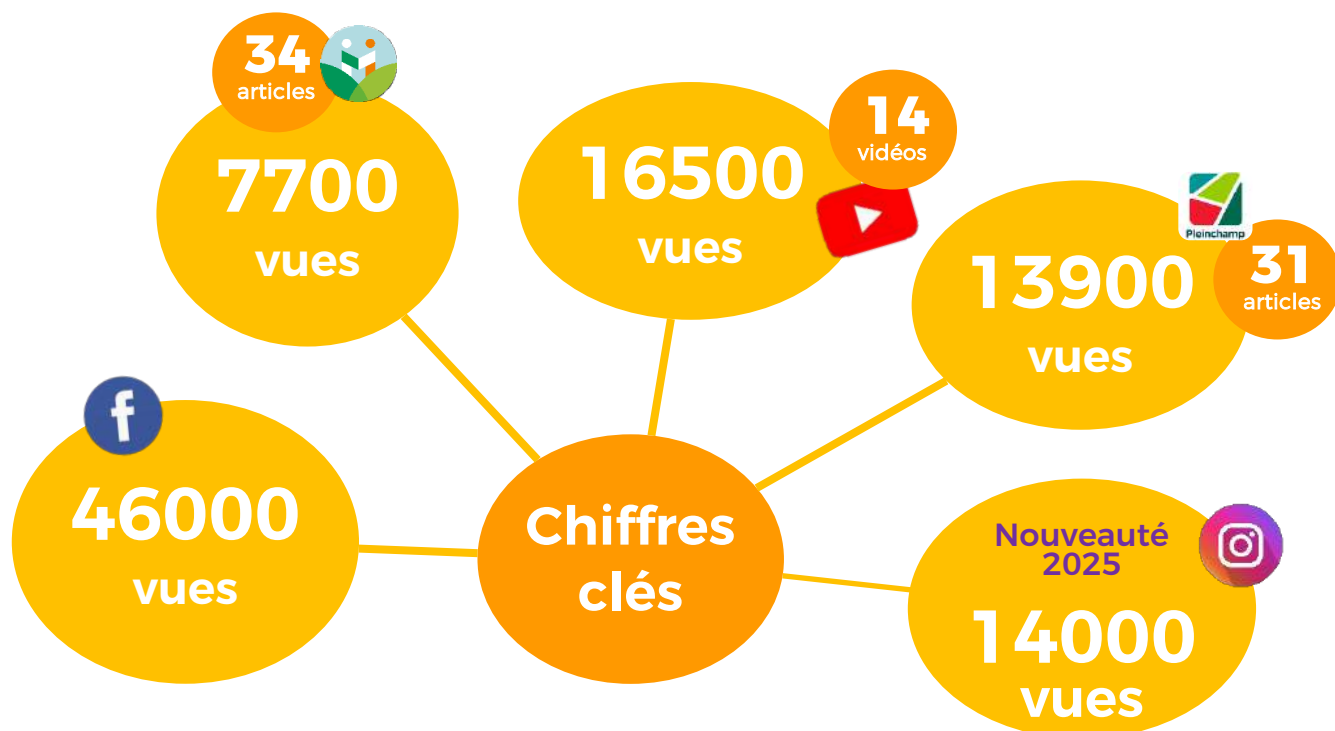 34
articles
7700
vues
16500
vues
14
vidéos
Pleinchamp
13900
vues
31
articles
46000
vues
Chiffres
clés
Nouveauté
2025
14000
vues